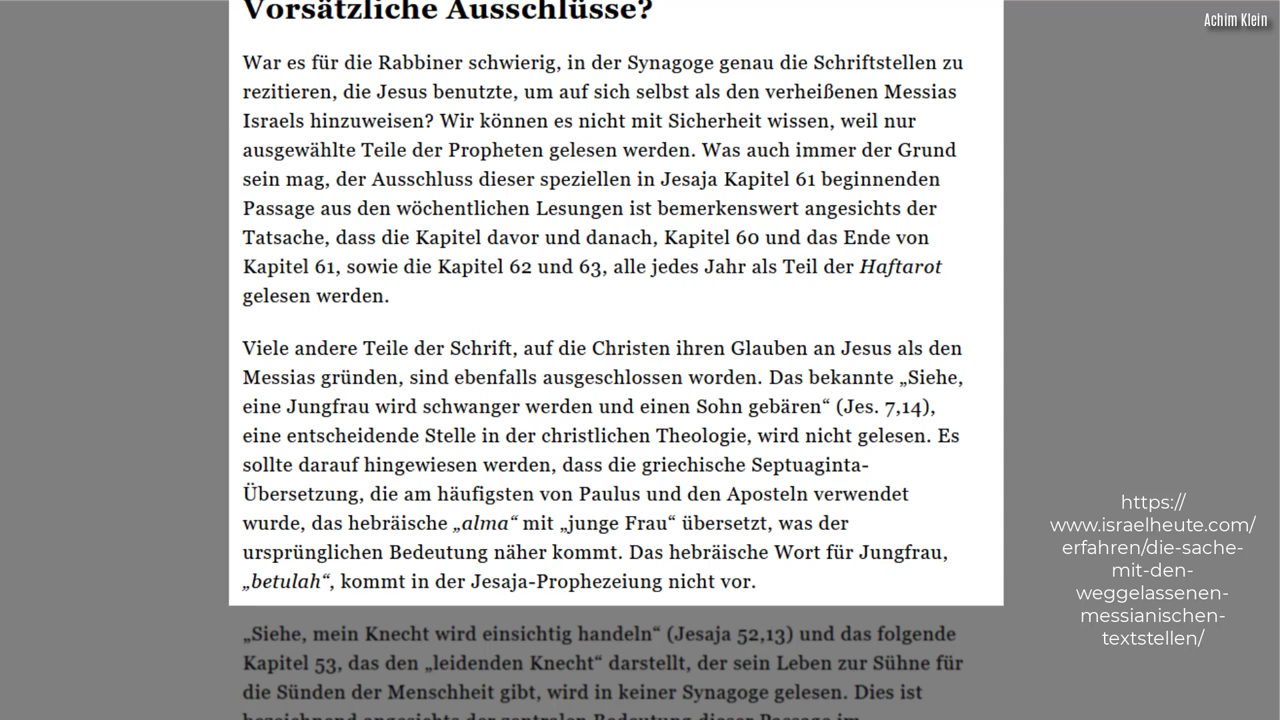 Vorsätzliche Ausschlüsse?
Achim Klein
War es für die Rabbiner schwierig, in der Synagoge genau die Schriftstellen zu
rezitieren, die Jesus benutzte, um auf sich selbst als den verheißenen Messias
Israels hinzuweisen? Wir können es nicht mit Sicherheit wissen, weil nur
ausgewählte Teile der Propheten gelesen werden. Was auch immer der Grund
sein mag, der Ausschluss dieser speziellen in Jesaja Kapitel 61 beginnenden
Passage aus den wöchentlichen Lesungen ist bemerkenswert angesichts der
Tatsache, dass die Kapitel davor und danach, Kapitel 60 und das Ende von
Kapitel 61, sowie die Kapitel 62 und 63, alle jedes Jahr als Teil der Haftarot
gelesen werden.
Viele andere Teile der Schrift, auf die Christen ihren Glauben an Jesus als den
Messias gründen, sind ebenfalls ausgeschlossen worden. Das bekannte „Siehe,
eine Jungfrau wird schwanger werden und einen Sohn gebären“ (Jes. 7,14),
eine entscheidende Stelle in der christlichen Theologie, wird nicht gelesen. Es
sollte darauf hingewiesen werden, dass die griechische Septuaginta-
Übersetzung, die am häufigsten von Paulus und den Aposteln verwendet
wurde, das hebräische „alma“ mit „junge Frau“ übersetzt, was der
ursprünglichen Bedeutung näher kommt. Das hebräische Wort für Jungfrau,
„betulah“, kommt in der Jesaja-Prophezeiung nicht vor.
„Siehe, mein Knecht wird einsichtig handeln“ (Jesaja 52,13) und das folgende
Kapitel 53, das den „leidenden Knecht“ darstellt, der sein Leben zur Sühne für
die Sünden der Menschheit gibt, wird in keiner Synagoge gelesen. Dies ist
bezeichnend angesichts der zentralen Bedeutung dieser Passage im
https://
www.israelheute.com/
erfahren/die-sache-
mit-den-
weggelassenen-
messianischen-
textstellen/